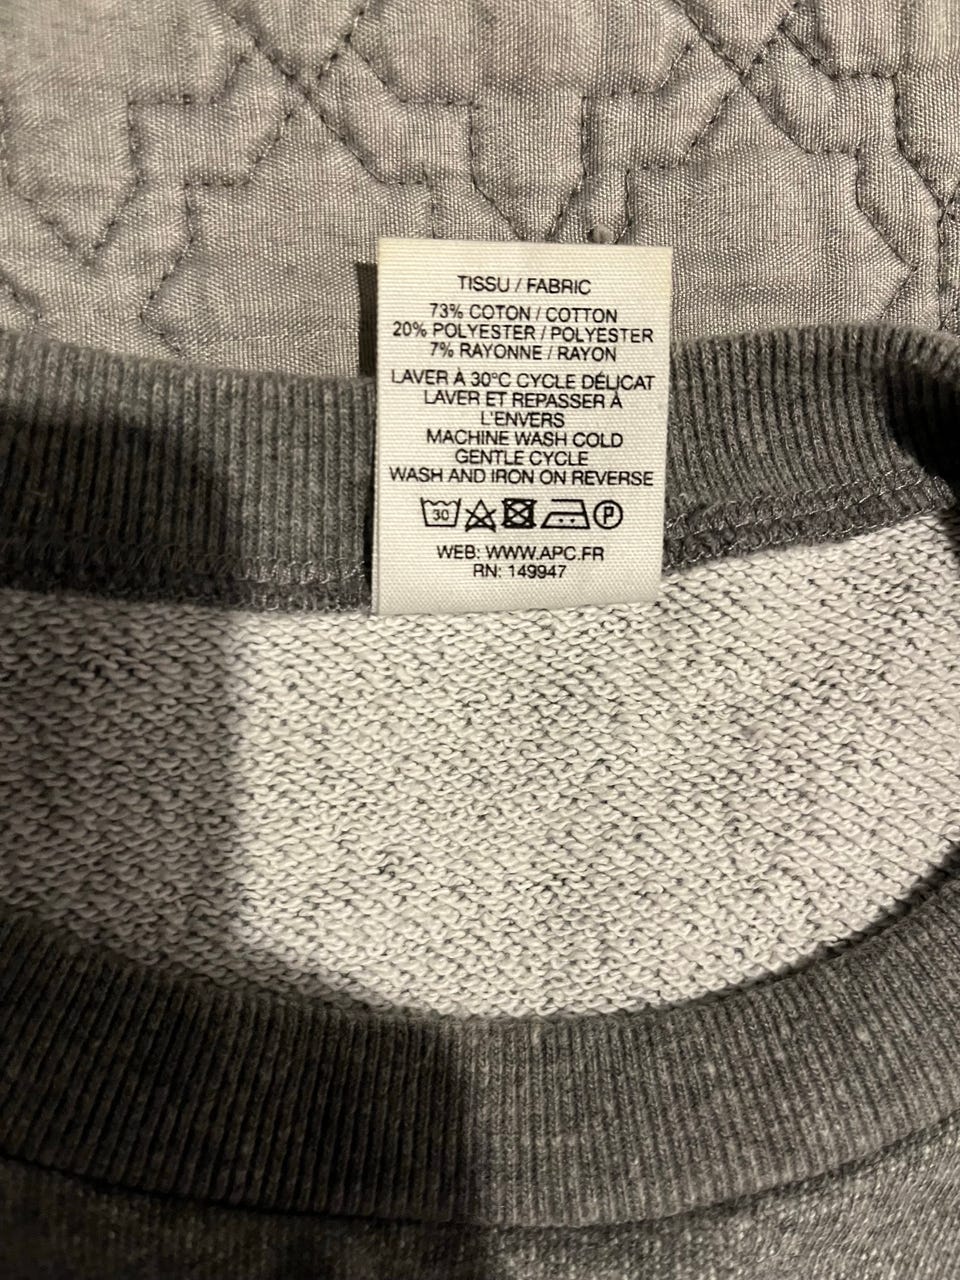 TISSU / FABRIC
73% COTON / COTTON
20% POLYESTER / POLYESTER
7% RAYONNE / RAYON
LAVER À 30°C CYCLE DÉLICAT
LAVER ET REPASSER À
L'ENVERS
MACHINE WASH COLD
GENTLE CYCLE
WASH AND IRON ON REVERSE
30 P
WEB: WWW.APC.FR
RN: 149947